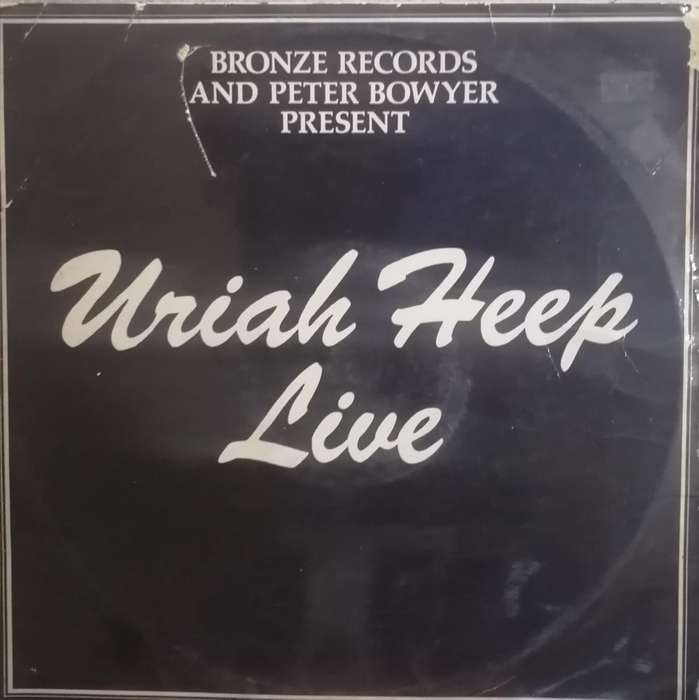 BRONZE RECORDS
AND PETER BOWYER
PRESENT
Uriah Heep
Live